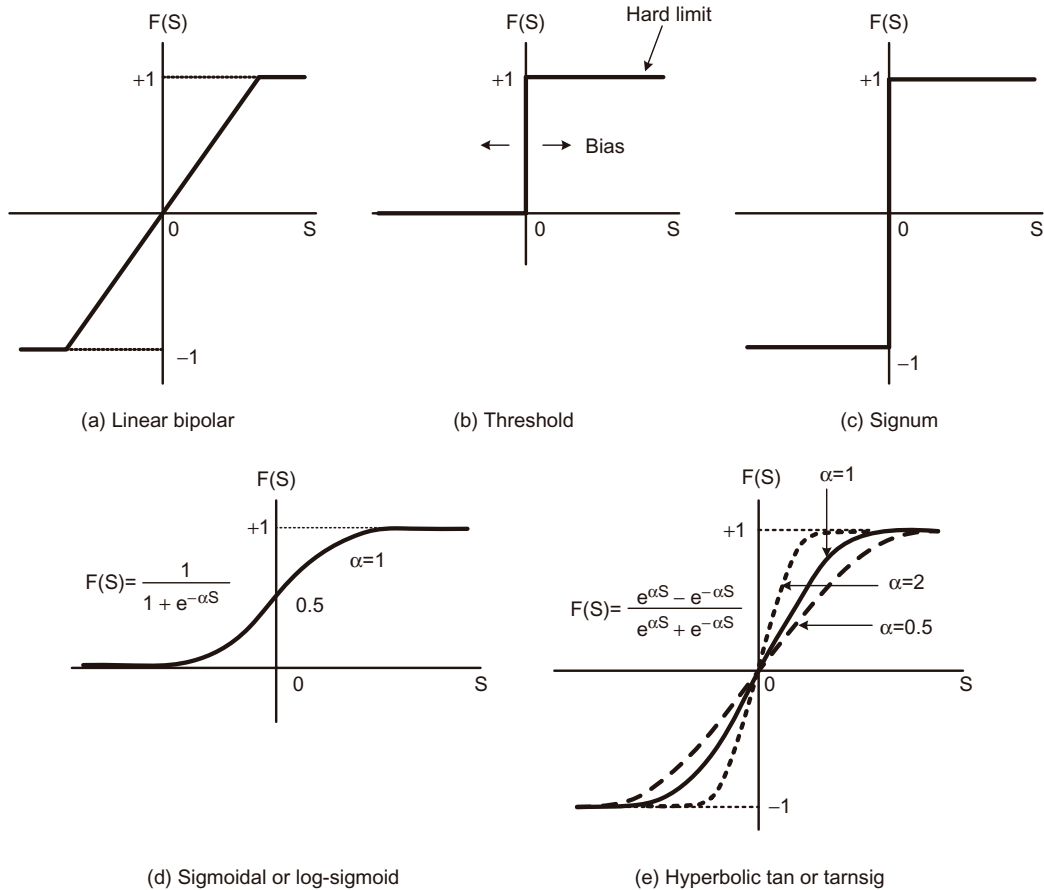 F(S)
+1
0
S
−1
(a) Linear bipolar
F(S)
Hard limit
+1
Bias
0
S
(b) Threshold
F(S)
+1
0
S
−1
(c) Signum
F(S)
+1
α=1
F(S)= 1 / 1 + e^−αS
0.5
0
S
(d) Sigmoidal or log-sigmoid
F(S)
α=1
+1
α=2
F(S)= e^αS − e^−αS / e^αS + e^−αS
α=0.5
0
S
−1
(e) Hyperbolic tan or tarnsig